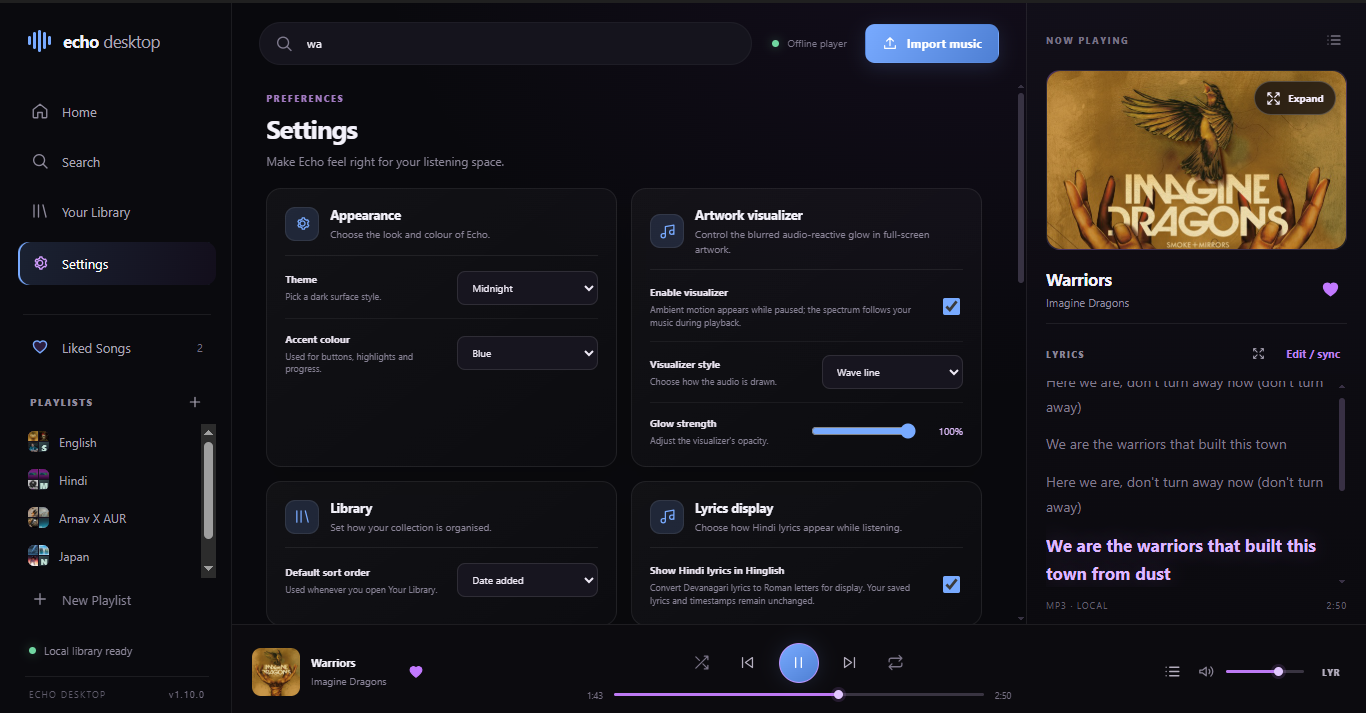 echo desktop
Home
Search
Your Library
Settings
Liked Songs 2
PLAYLISTS
English
Hindi
Arnav X AUR
Japan
New Playlist
Local library ready
ECHO DESKTOP v1.10.0
wa
Offline player
Import music
PREFERENCES
Settings
Make Echo feel right for your listening space.
Appearance
Choose the look and colour of Echo.
Theme
Pick a dark surface style.
Midnight
Accent colour
Used for buttons, highlights and
progress.
Blue
Artwork visualizer
Control the blurred audio-reactive glow in full-screen
artwork.
Enable visualizer
Ambient motion appears while paused; the spectrum follows your
music during playback.
Visualizer style
Choose how the audio is drawn.
Wave line
Glow strength
Adjust the visualizer's opacity.
100%
Library
Set how your collection is organised.
Default sort order
Used whenever you open Your Library.
Date added
Lyrics display
Choose how Hindi lyrics appear while listening.
Show Hindi lyrics in Hinglish
Convert Devanagari lyrics to Roman letters for display. Your saved
lyrics and timestamps remain unchanged.
NOW PLAYING
Expand
IMAGINE
DRAGONS
SMOKE + MIRRORS
Warriors
Imagine Dragons
LYRICS
Edit / sync
Here we are, don't turn away now (don't turn
away)
We are the warriors that built this town
Here we are, don't turn away now (don't turn
away)
We are the warriors that built this
town from dust
MP3 · LOCAL 2:50
Warriors
Imagine Dragons
1:43
2:50
LYR